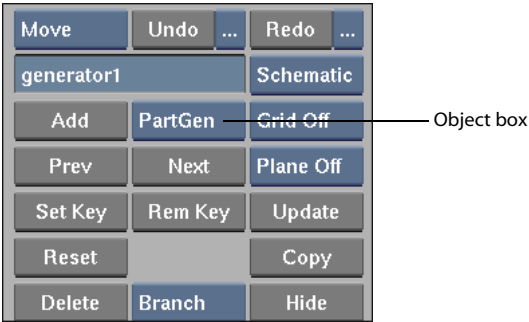 Move Undo ... Redo ...
generator1 Schematic
Add PartGen Grid Off Object box
Prev Next Plane Off
Set Key Rem Key Update
Reset Copy
Delete Branch Hide